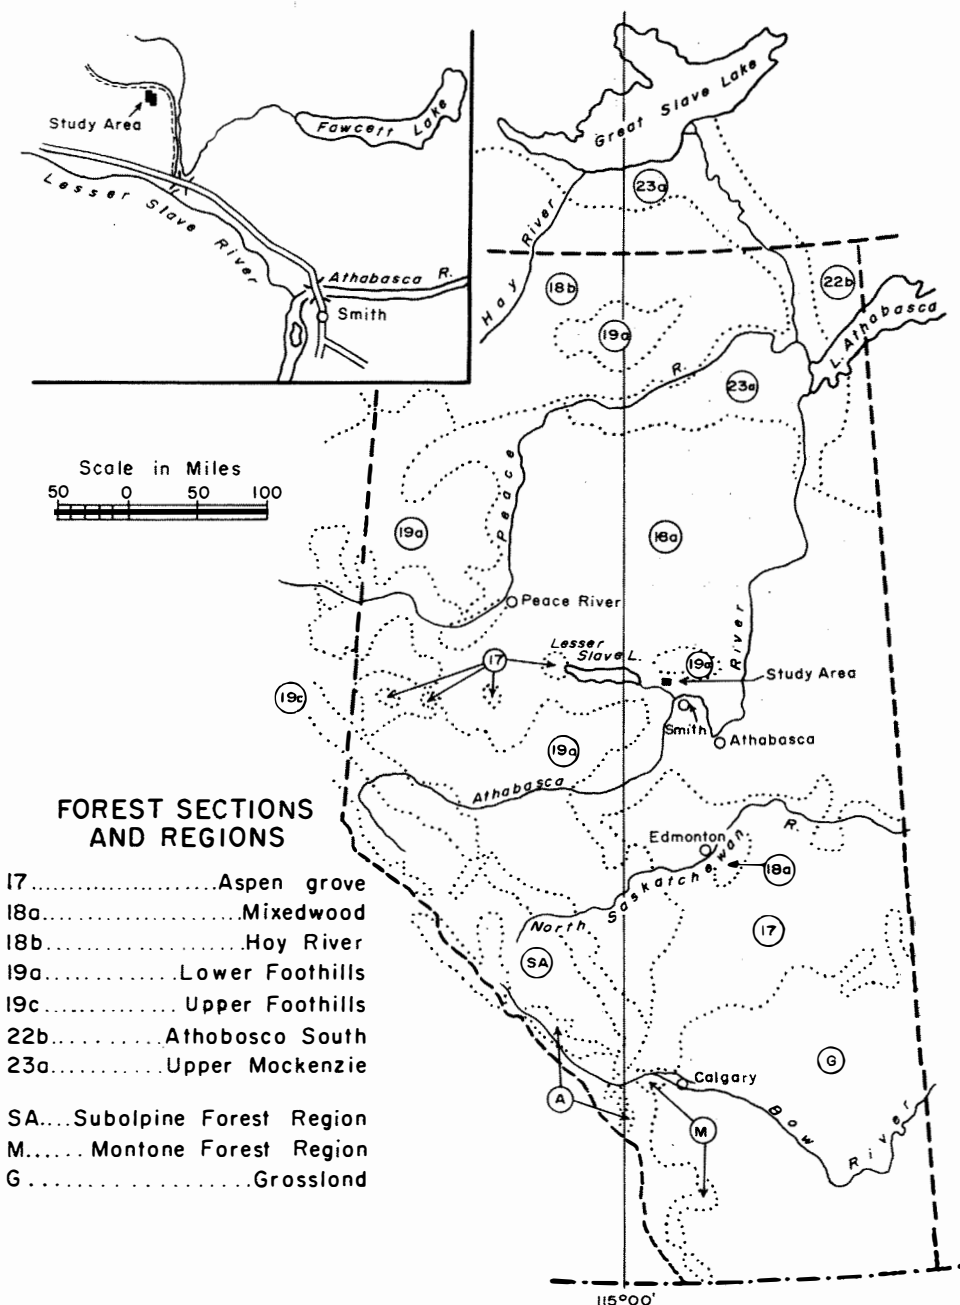 Study Area
Fawcett Lake
Lesser Slave River
Athabasca R.
Smith
Great Slave Lake
23a
Hay River
18b
22b
19a
L. Athabasca
R.
23a
Scale in Miles
50 0 50 100
Peace
19a
18a
Peace River
River
Lesser
Slave L.
17
19a
Study Area
19c
Smith
Athabasca
19a
Athabasca
FOREST SECTIONS
AND REGIONS
17......................Aspen grove
18a.....................Mixedwood
18b.....................Hay River
19a............Lower Foothills
19c.............Upper Foothills
22b..........Athabasca South
23a..........Upper Mackenzie
SA....Subalpine Forest Region
M......Montane Forest Region
G....................Grassland
Edmonton
R.
18a
North Saskatchewan
17
SA
G
Calgary
A
Bow River
M
115°00'